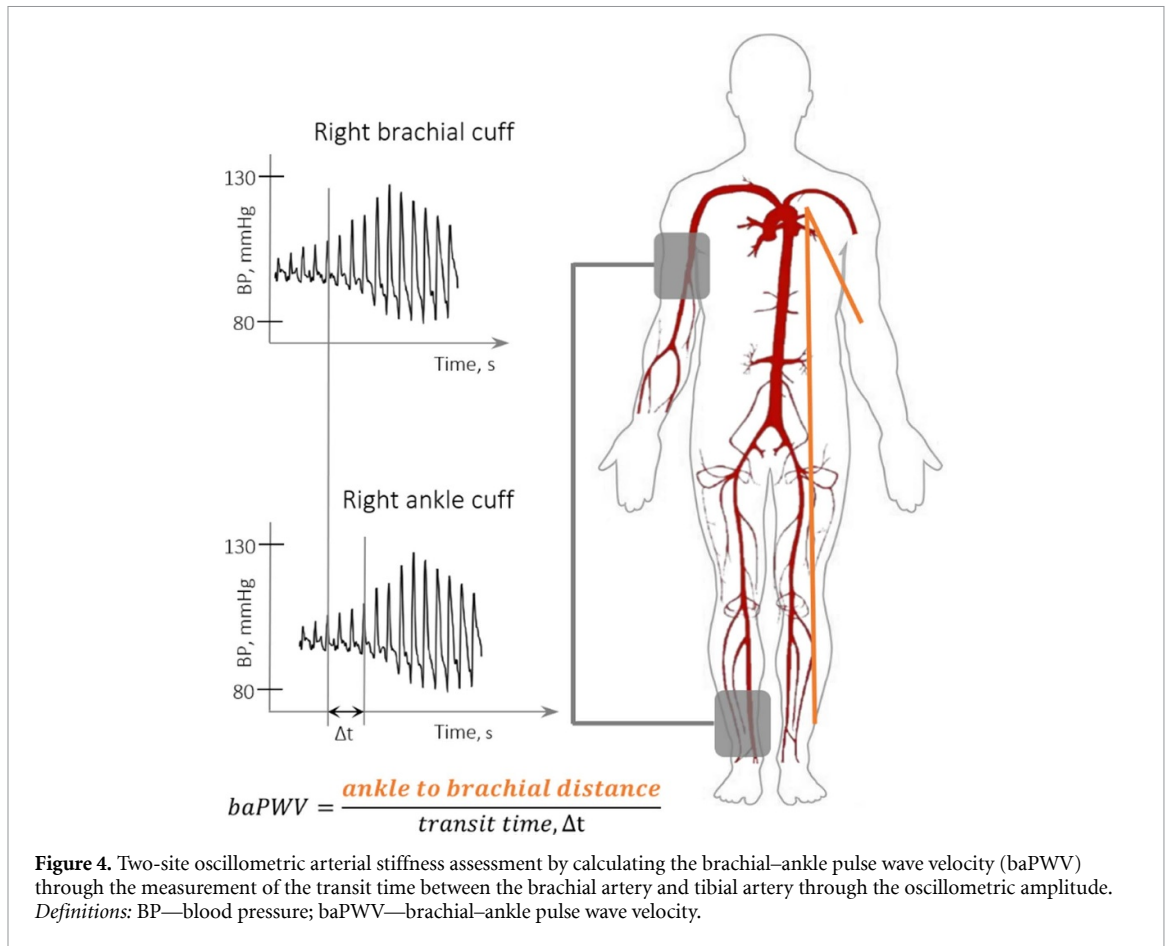 Right brachial cuff
130
BP, mmHg
80
Time, s
Right ankle cuff
130
BP, mmHg
80
Δt
Time, s
baPWV = ankle to brachial distance / transit time, Δt
Figure 4. Two-site oscillometric arterial stiffness assessment by calculating the brachial–ankle pulse wave velocity (baPWV)
through the measurement of the transit time between the brachial artery and tibial artery through the oscillometric amplitude.
Definitions: BP—blood pressure; baPWV—brachial–ankle pulse wave velocity.